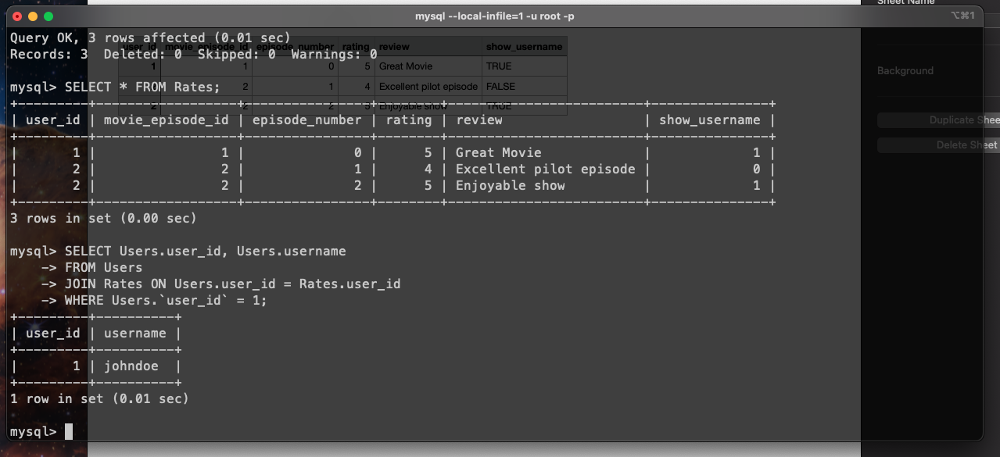 Sheet Name
mysql --local-infile=1 -u root -p
⌥⌘1
Query OK, 3 rows affected (0.01 sec)
Records: 3  Deleted: 0  Skipped: 0  Warnings: 0
user_id movie_episode_id episode_number rating review show_username
1 1 0 5 Great Movie TRUE
2 1 4 Excellent pilot episode FALSE
2 2 2 5 Enjoyable show TRUE
Background
Duplicate Shee
Delete Sheet
mysql> SELECT * FROM Rates;
+---------+------------------+----------------+--------+-------------------------+---------------+
| user_id | movie_episode_id | episode_number | rating | review                  | show_username |
+---------+------------------+----------------+--------+-------------------------+---------------+
|       1 |                1 |              0 |      5 | Great Movie             |             1 |
|       2 |                2 |              1 |      4 | Excellent pilot episode |             0 |
|       2 |                2 |              2 |      5 | Enjoyable show          |             1 |
+---------+------------------+----------------+--------+-------------------------+---------------+
3 rows in set (0.00 sec)
mysql> SELECT Users.user_id, Users.username
    -> FROM Users
    -> JOIN Rates ON Users.user_id = Rates.user_id
    -> WHERE Users.`user_id` = 1;
+---------+----------+
| user_id | username |
+---------+----------+
|       1 | johndoe  |
+---------+----------+
1 row in set (0.01 sec)
mysql>